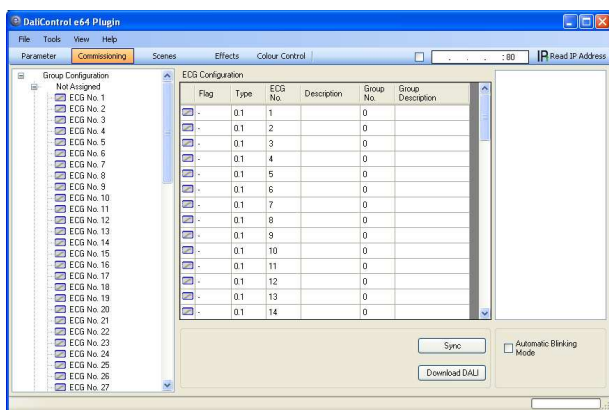 DaliControl e64 Plugin
File Tools View Help
Parameter Commissioning Scenes Effects Colour Control . . . :80 IP Read IP Address
Group Configuration
Not Assigned
ECG No. 1
ECG No. 2
ECG No. 3
ECG No. 4
ECG No. 5
ECG No. 6
ECG No. 7
ECG No. 8
ECG No. 9
ECG No. 10
ECG No. 11
ECG No. 12
ECG No. 13
ECG No. 14
ECG No. 15
ECG No. 16
ECG No. 17
ECG No. 18
ECG No. 19
ECG No. 20
ECG No. 21
ECG No. 22
ECG No. 23
ECG No. 24
ECG No. 25
ECG No. 26
ECG No. 27
ECG Configuration
Flag Type ECG No. Description Group No. Group Description
- 0.1 1 0
- 0.1 2 0
- 0.1 3 0
- 0.1 4 0
- 0.1 5 0
- 0.1 6 0
- 0.1 7 0
- 0.1 8 0
- 0.1 9 0
- 0.1 10 0
- 0.1 11 0
- 0.1 12 0
- 0.1 13 0
- 0.1 14 0
Sync
Download DALI
Automatic Blinking
Mode